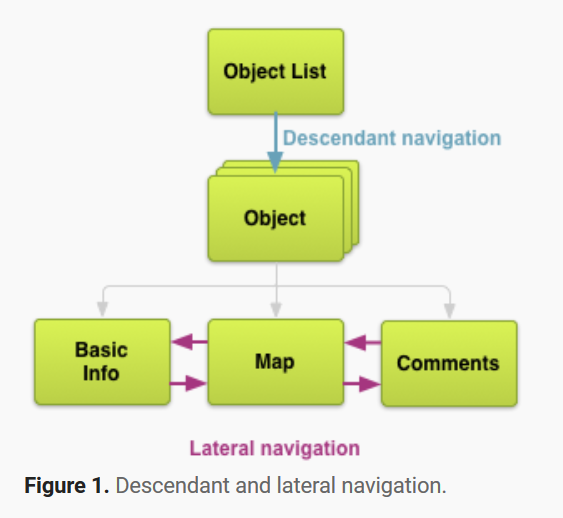 Object List
Descendant navigation
Object
Basic
Info
Map
Comments
Lateral navigation
Figure 1. Descendant and lateral navigation.